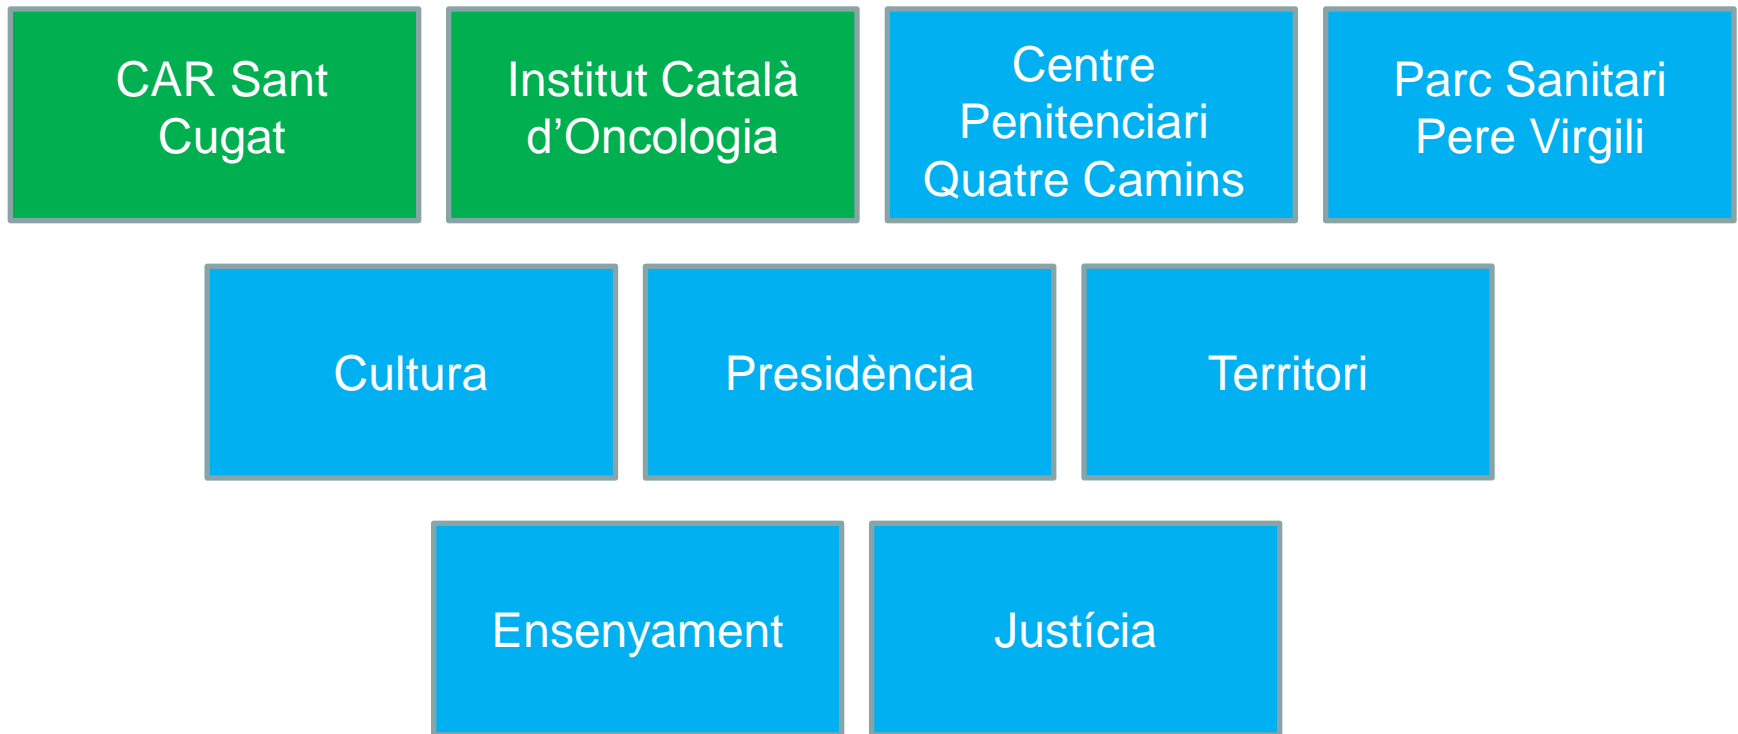 CAR Sant
Cugat
Institut Català
d’Oncologia
Centre
Penitenciari
Quatre Camins
Parc Sanitari
Pere Virgili
Cultura
Presidència
Territori
Ensenyament
Justícia